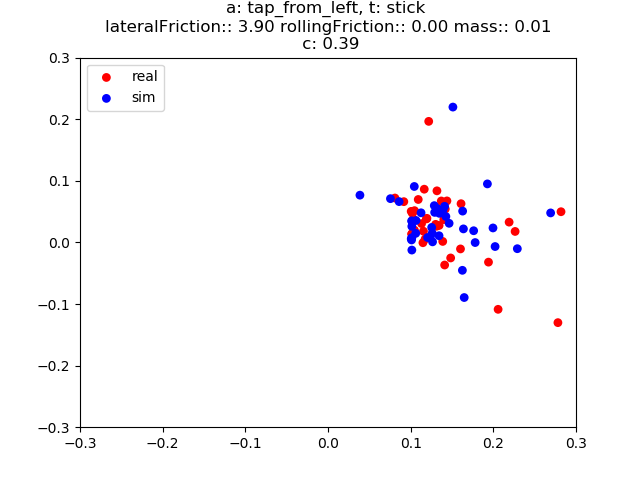 a: tap_from_left, t: stick
lateralFriction:: 3.90 rollingFriction:: 0.00 mass:: 0.01
c: 0.39
real
sim
0.3
0.2
0.1
0.0
−0.1
−0.2
−0.3
−0.3 −0.2 −0.1 0.0 0.1 0.2 0.3